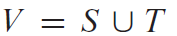 V = S ∪ T